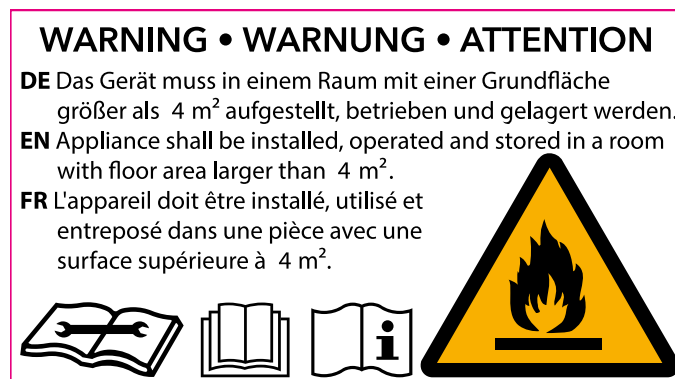 WARNING • WARNUNG • ATTENTION
DE Das Gerät muss in einem Raum mit einer Grundfläche
größer als 4 m² aufgestellt, betrieben und gelagert werden.
EN Appliance shall be installed, operated and stored in a room
with floor area larger than 4 m².
FR L'appareil doit être installé, utilisé et
entreposé dans une pièce avec une
surface supérieure à 4 m².
i